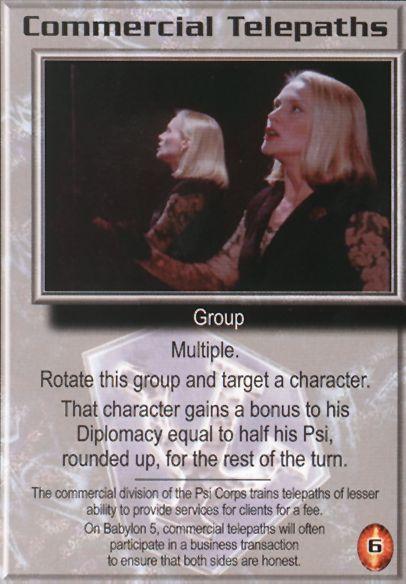 Commercial Telepaths
Group
Multiple.
Rotate this group and target a character.
That character gains a bonus to his
Diplomacy equal to half his Psi,
rounded up, for the rest of the turn.
The commercial division of the Psi Corps trains telepaths of lesser
ability to provide services for clients for a fee.
On Babylon 5, commercial telepaths will often
participate in a business transaction
to ensure that both sides are honest.
6